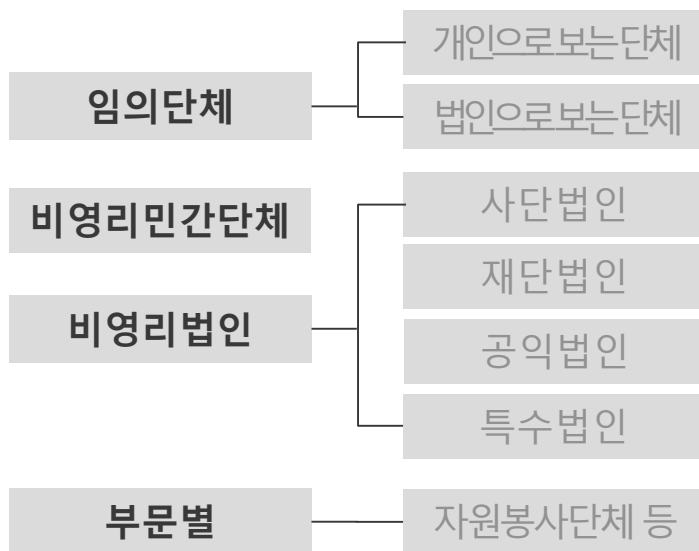 임의단체
개인으로 보는 단체
법인으로 보는 단체
비영리민간단체
비영리법인
사단법인
재단법인
공익법인
특수법인
부문별
자원봉사단체 등